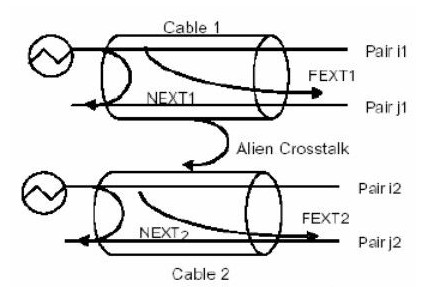 Cable 1
Pair i1
FEXT1
NEXT1
Pair j1
Alien Crosstalk
Pair i2
FEXT2
NEXT2
Pair j2
Cable 2